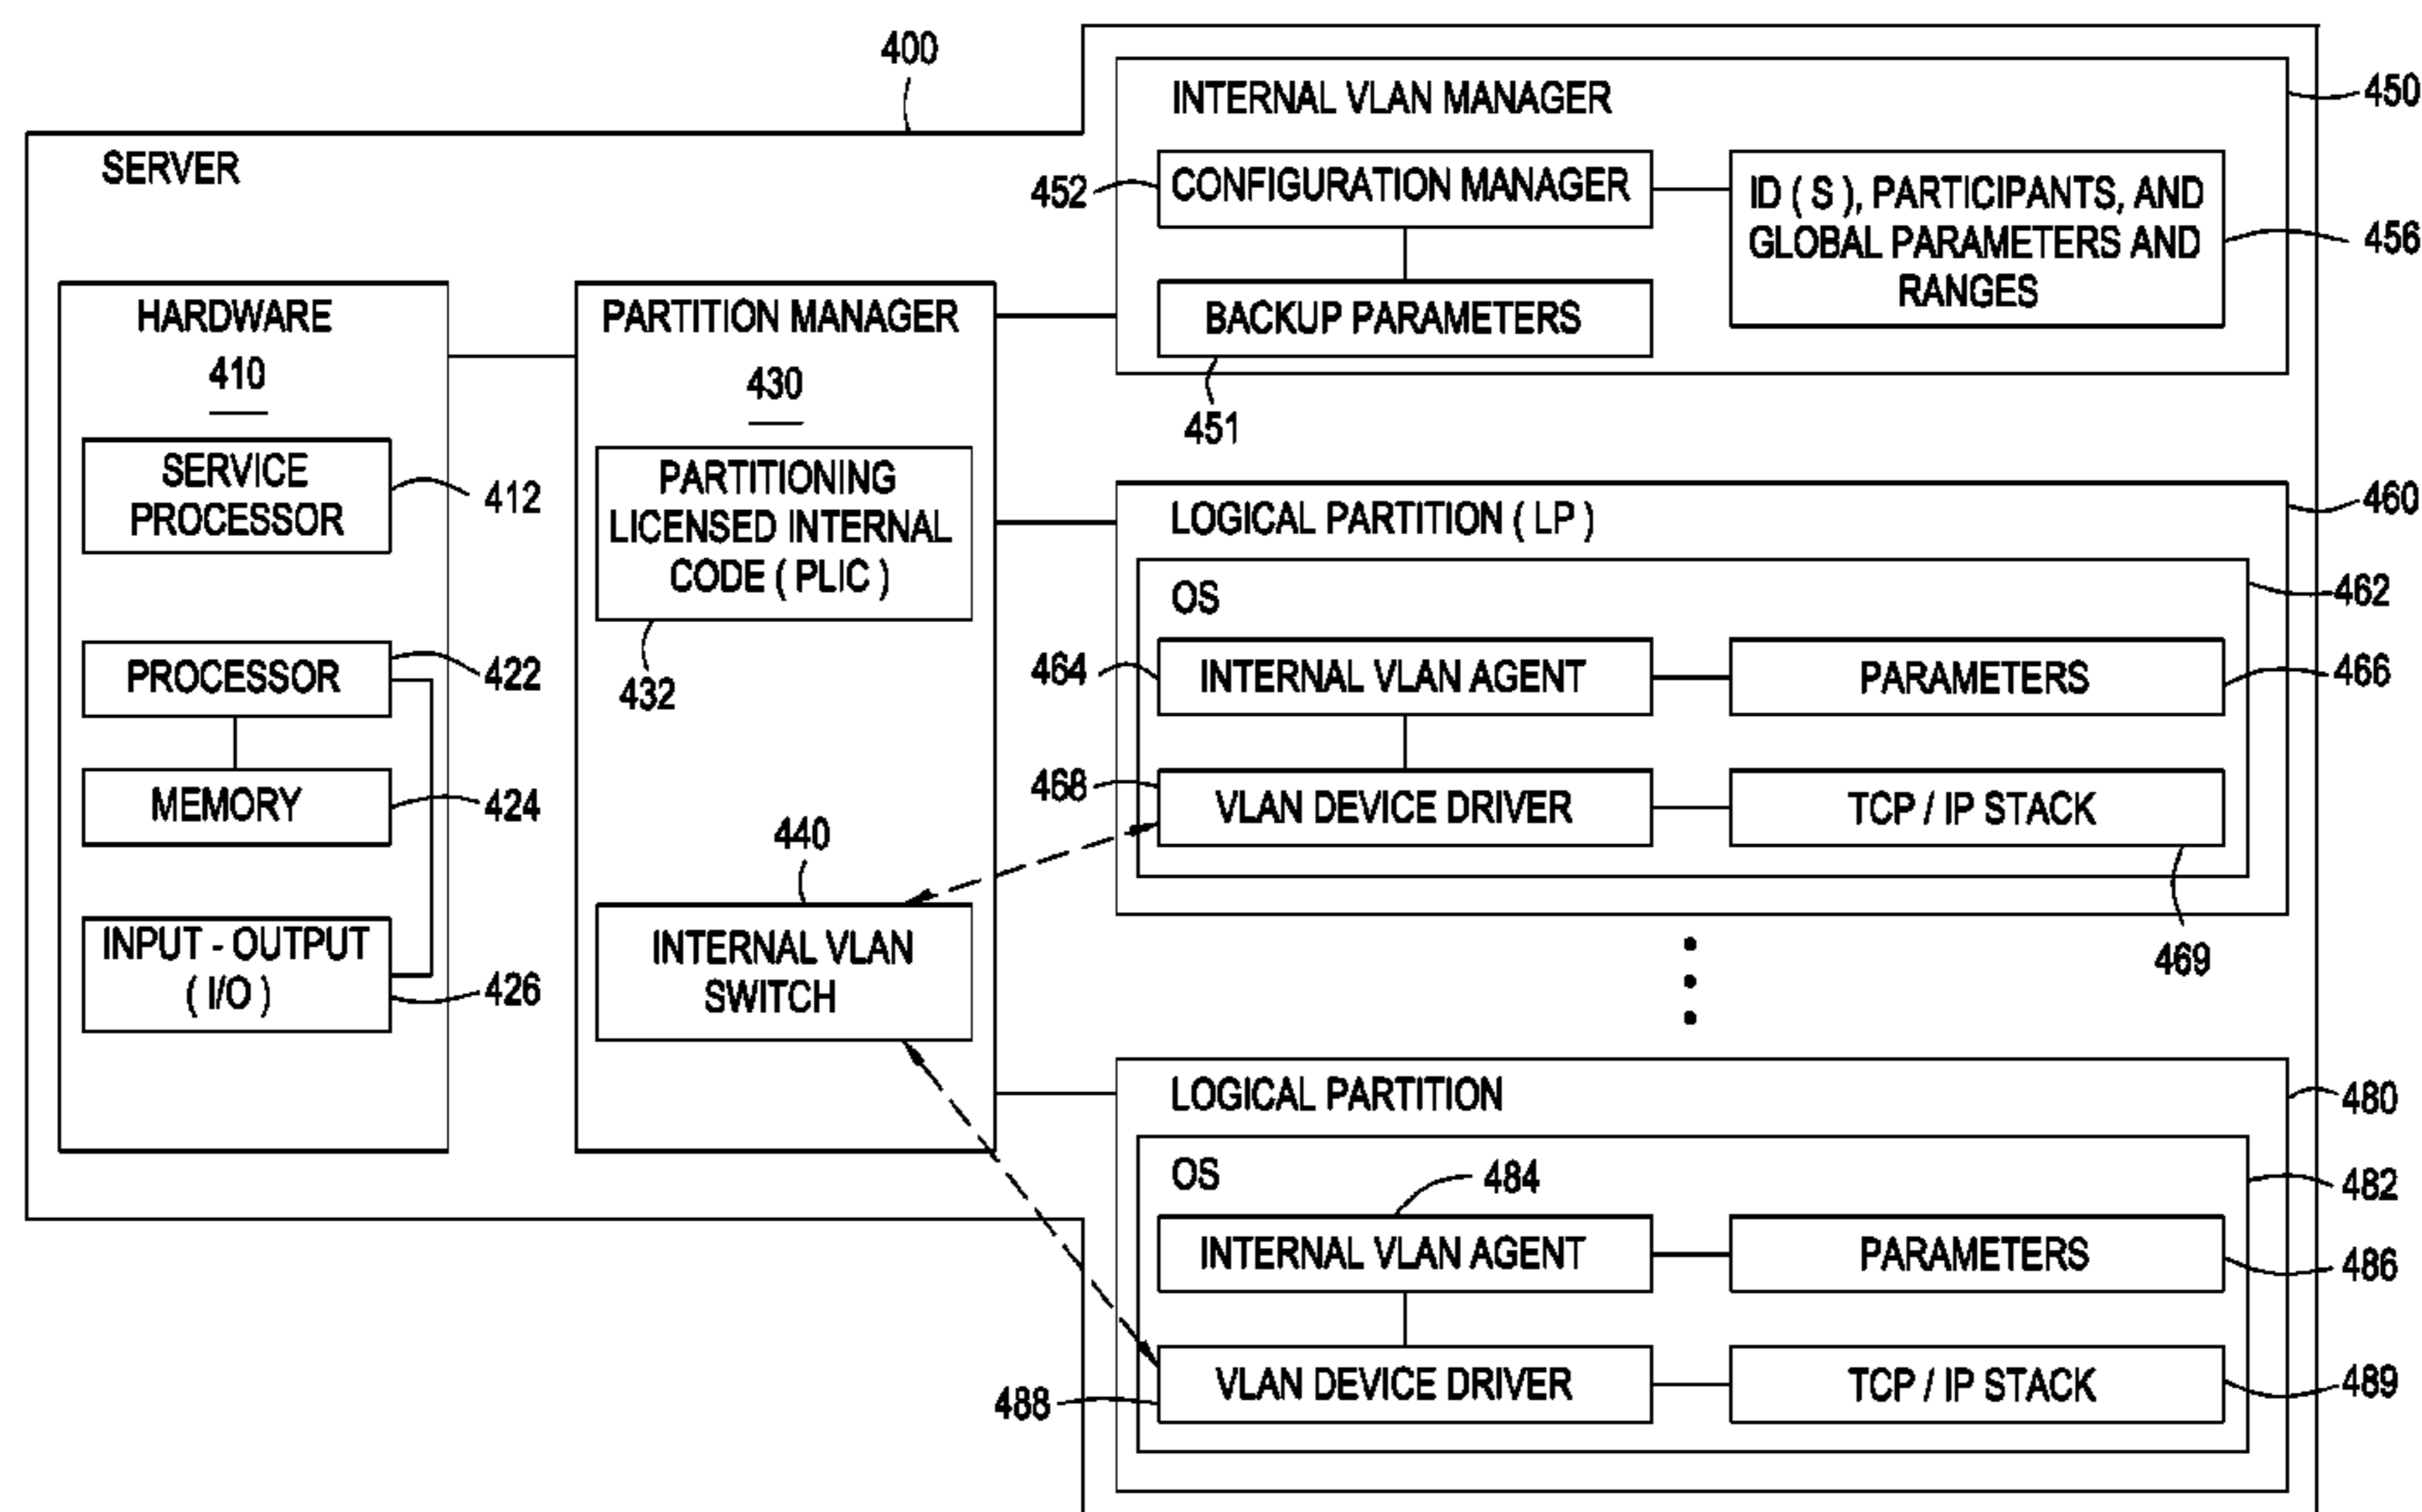 400
SERVER
HARDWARE
410
SERVICE
PROCESSOR
412
PROCESSOR
422
MEMORY
424
INPUT - OUTPUT
( I/O )
426
PARTITION MANAGER
430
PARTITIONING
LICENSED INTERNAL
CODE ( PLIC )
432
440
INTERNAL VLAN
SWITCH
INTERNAL VLAN MANAGER
450
452
CONFIGURATION MANAGER
ID ( S ), PARTICIPANTS, AND
GLOBAL PARAMETERS AND
RANGES
456
BACKUP PARAMETERS
451
LOGICAL PARTITION ( LP )
460
OS
462
464
INTERNAL VLAN AGENT
PARAMETERS
466
468
VLAN DEVICE DRIVER
TCP / IP STACK
469
LOGICAL PARTITION
480
OS
482
484
INTERNAL VLAN AGENT
PARAMETERS
486
488
VLAN DEVICE DRIVER
TCP / IP STACK
489